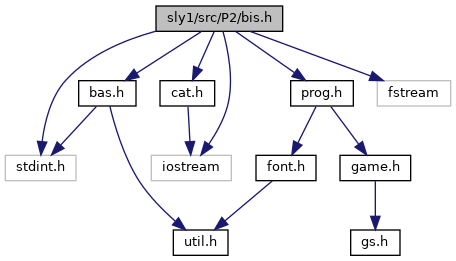 sly1/src/P2/bis.h
bas.h
cat.h
prog.h
fstream
stdint.h
iostream
font.h
game.h
util.h
gs.h